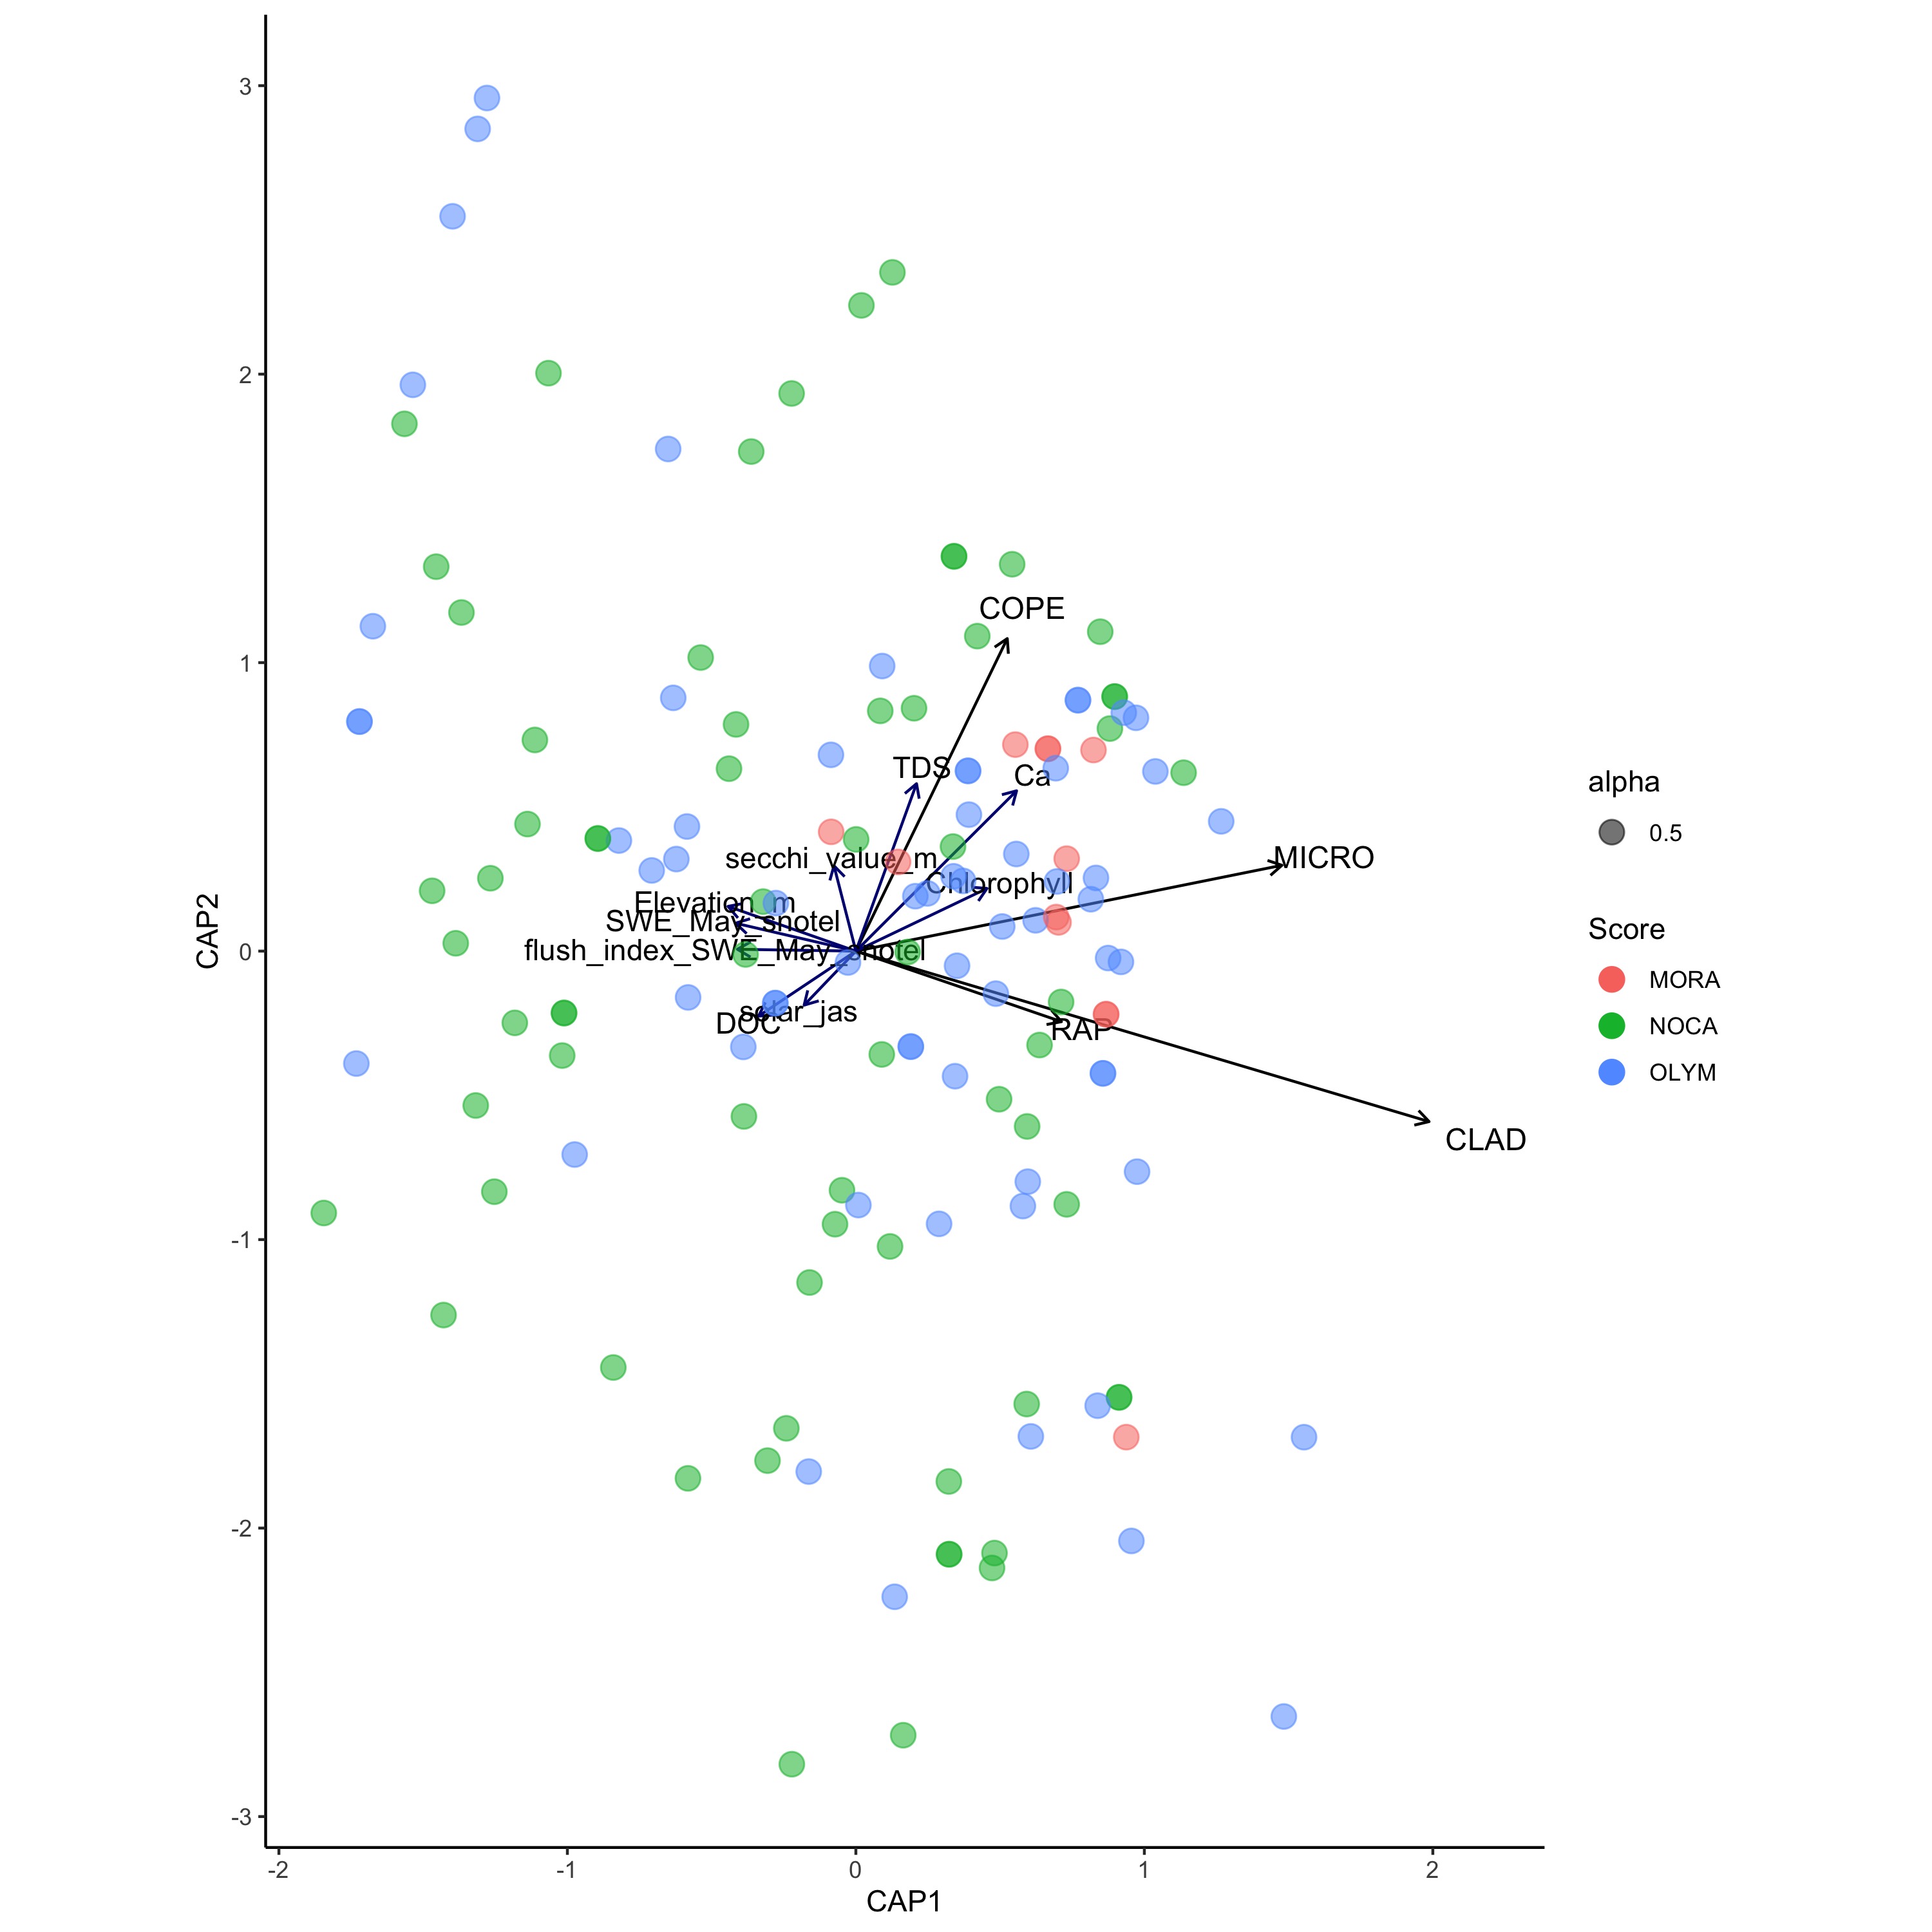 3
2
1
0
-1
-2
-3
CAP2
COPE
TDS
Ca
MICRO
secchi_value_m
Chlorophyll
Elevation_m
SWE_May_snotel
flush_index_SWE_May_snotel
solar_jas
DOC
RAP
CLAD
-2
-1
0
1
2
CAP1
alpha
0.5
Score
MORA
NOCA
OLYM